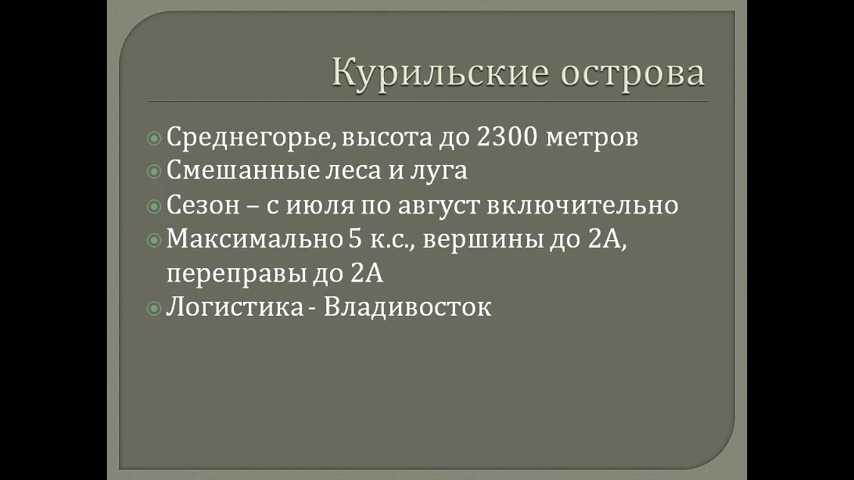 Курильские острова
Среднегорье, высота до 2300 метров
Смешанные леса и луга
Сезон – с июля по август включительно
Максимально 5 к.с., вершины до 2А,
переправы до 2А
Логистика - Владивосток